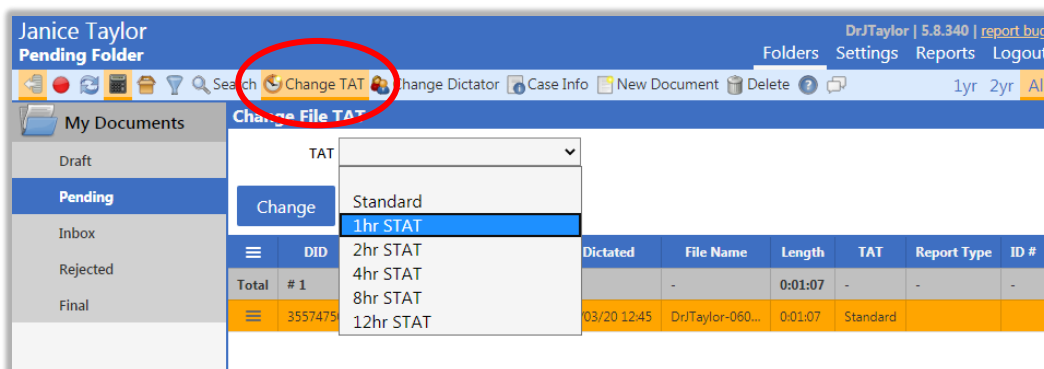 Janice Taylor
DrJTaylor | 5.8.340 | report bug
Pending Folder
Folders Settings Reports Logout
Search Change TAT Change Dictator Case Info New Document Delete 1yr 2yr All
My Documents
Change File TAT
TAT
Draft
Pending
Change
Standard
1hr STAT
2hr STAT
4hr STAT
8hr STAT
12hr STAT
Inbox
Rejected
Final
DID Dictated File Name Length TAT Report Type ID #
Total # 1 - 0:01:07 - - -
3557475 /03/20 12:45 DrJTaylor-060... 0:01:07 Standard